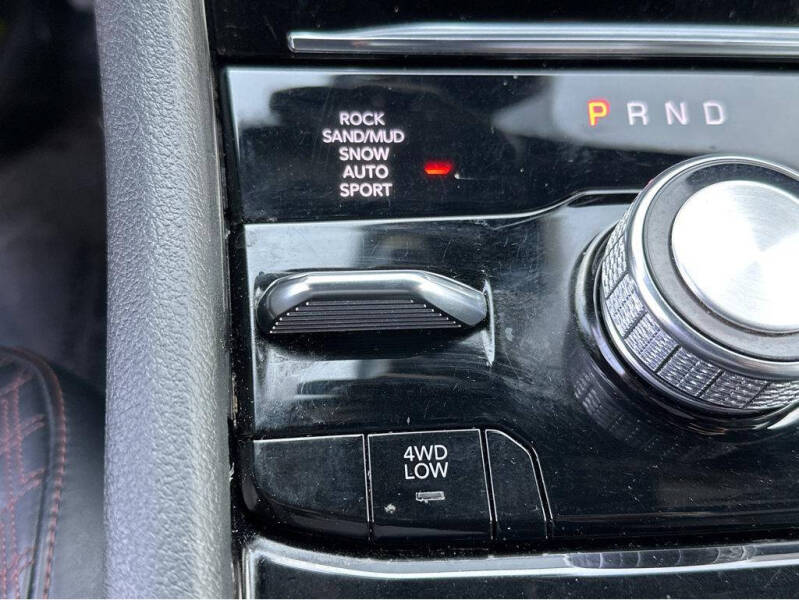 ROCK
SAND/MUD
SNOW
AUTO
SPORT
P R N D
4WD
LOW